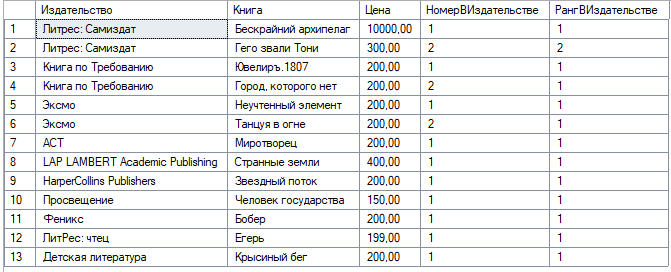 Издательство Книга Цена НомерВИздательстве РангВИздательстве
1 Литрес: Самиздат Бескрайний архипелаг 10000,00 1 1
2 Литрес: Самиздат Гего звали Тони 300,00 2 2
3 Книга по Требованию Ювелиръ.1807 200,00 1 1
4 Книга по Требованию Город, которого нет 200,00 2 1
5 Эксмо Неучтенный элемент 200,00 1 1
6 Эксмо Танцуя в огне 200,00 2 1
7 АСТ Миротворец 200,00 1 1
8 LAP LAMBERT Academic Publishing Странные земли 400,00 1 1
9 HarperCollins Publishers Звездный поток 200,00 1 1
10 Просвещение Человек государства 150,00 1 1
11 Феникс Бобер 200,00 1 1
12 ЛитРес: чтец Егерь 199,00 1 1
13 Детская литература Крысиный бег 200,00 1 1